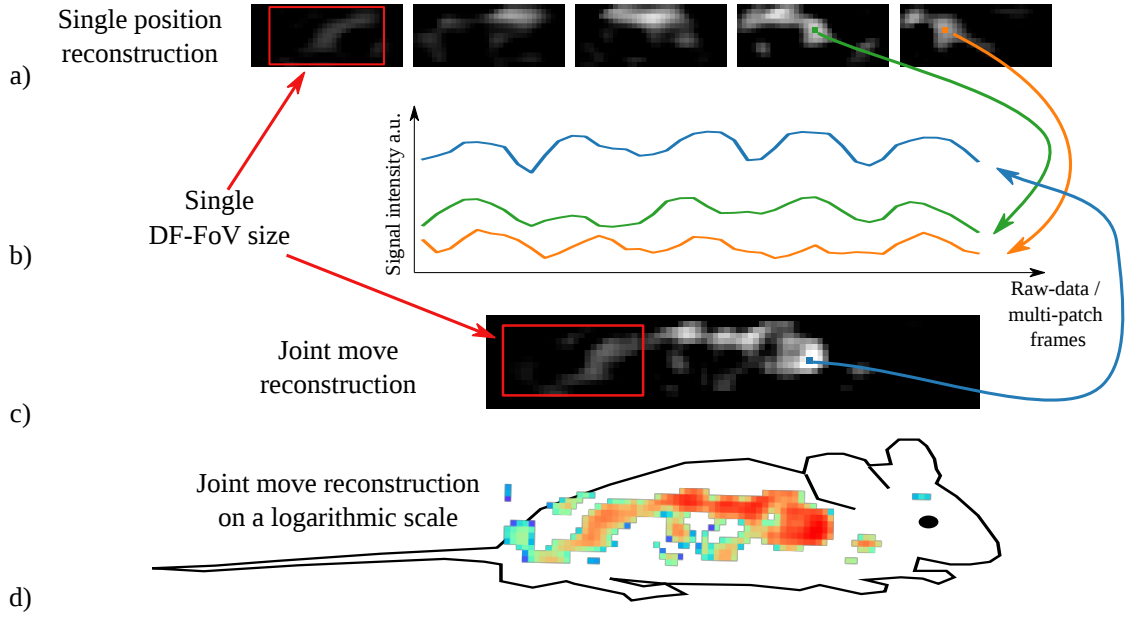 Single position
reconstruction
a)
Signal intensity a.u.
Single
DF-FoV size
b)
Raw-data /
multi-patch
frames
Joint move
reconstruction
c)
Joint move reconstruction
on a logarithmic scale
d)